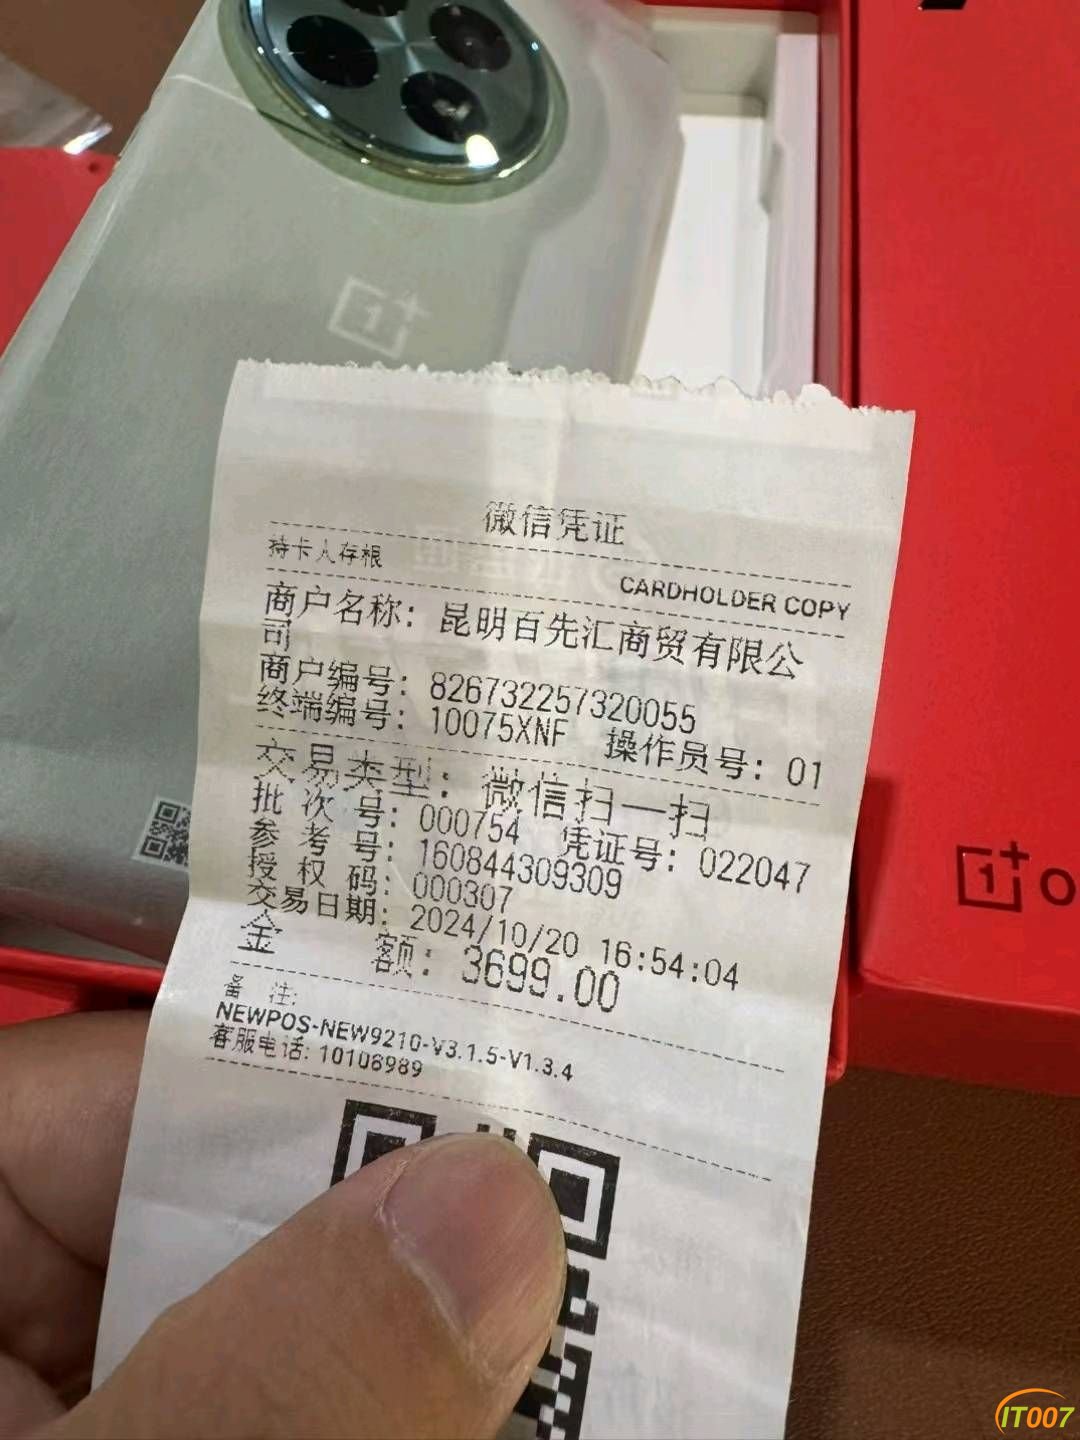 微信凭证
持卡人存根
CARDHOLDER COPY
商户名称: 昆明百先汇商贸有限公
司
商户编号: 826732257320055
终端编号: 10075XNF 操作员号: 01
交易类型: 微信扫一扫
批次号: 000754 凭证号: 022047
参考号: 160844309309
授权码: 000307
交易日期: 2024/10/20 16:54:04
金额: 3699.00
备注:
NEWPOS-NEW9210-V3.1.5-V1.3.4
客服电话: 10106989
IT007